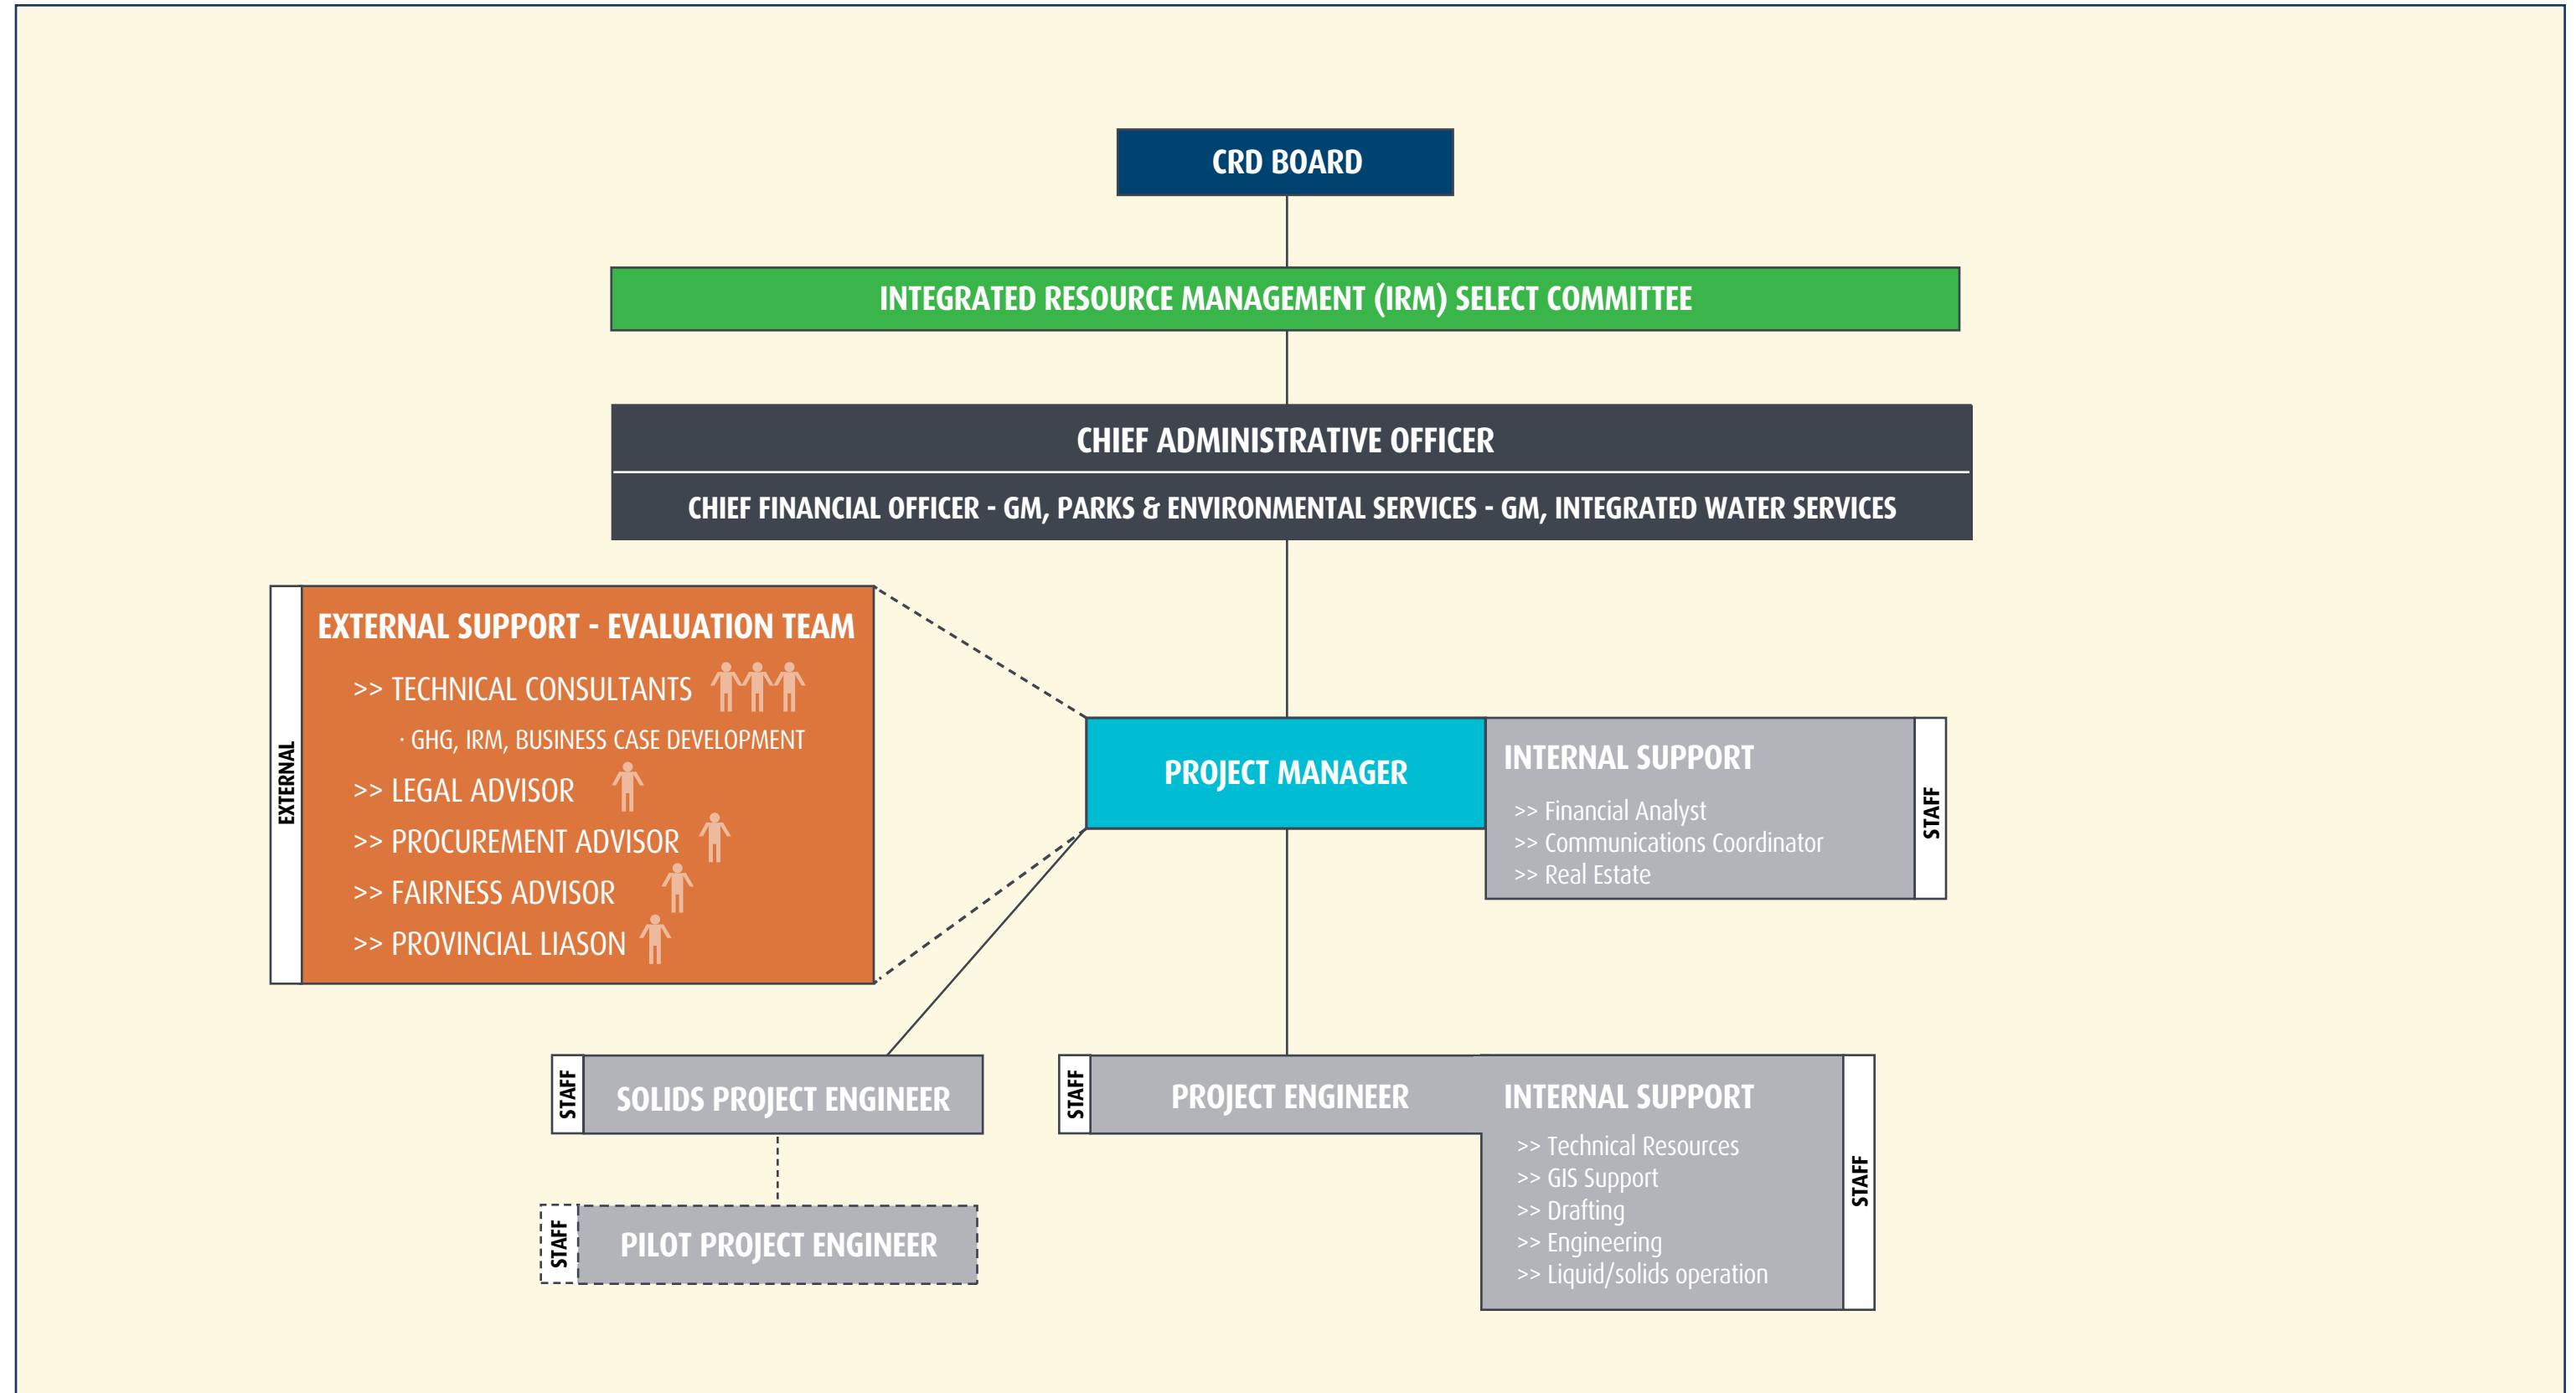 CRD BOARD
INTEGRATED RESOURCE MANAGEMENT (IRM) SELECT COMMITTEE
CHIEF ADMINISTRATIVE OFFICER
CHIEF FINANCIAL OFFICER - GM, PARKS & ENVIRONMENTAL SERVICES - GM, INTEGRATED WATER SERVICES
EXTERNAL
EXTERNAL SUPPORT - EVALUATION TEAM
>> TECHNICAL CONSULTANTS
· GHG, IRM, BUSINESS CASE DEVELOPMENT
>> LEGAL ADVISOR
>> PROCUREMENT ADVISOR
>> FAIRNESS ADVISOR
>> PROVINCIAL LIASON
PROJECT MANAGER
INTERNAL SUPPORT
>> Financial Analyst
>> Communications Coordinator
>> Real Estate
STAFF
STAFF
SOLIDS PROJECT ENGINEER
STAFF
PROJECT ENGINEER
INTERNAL SUPPORT
>> Technical Resources
>> GIS Support
>> Drafting
>> Engineering
>> Liquid/solids operation
STAFF
STAFF
PILOT PROJECT ENGINEER